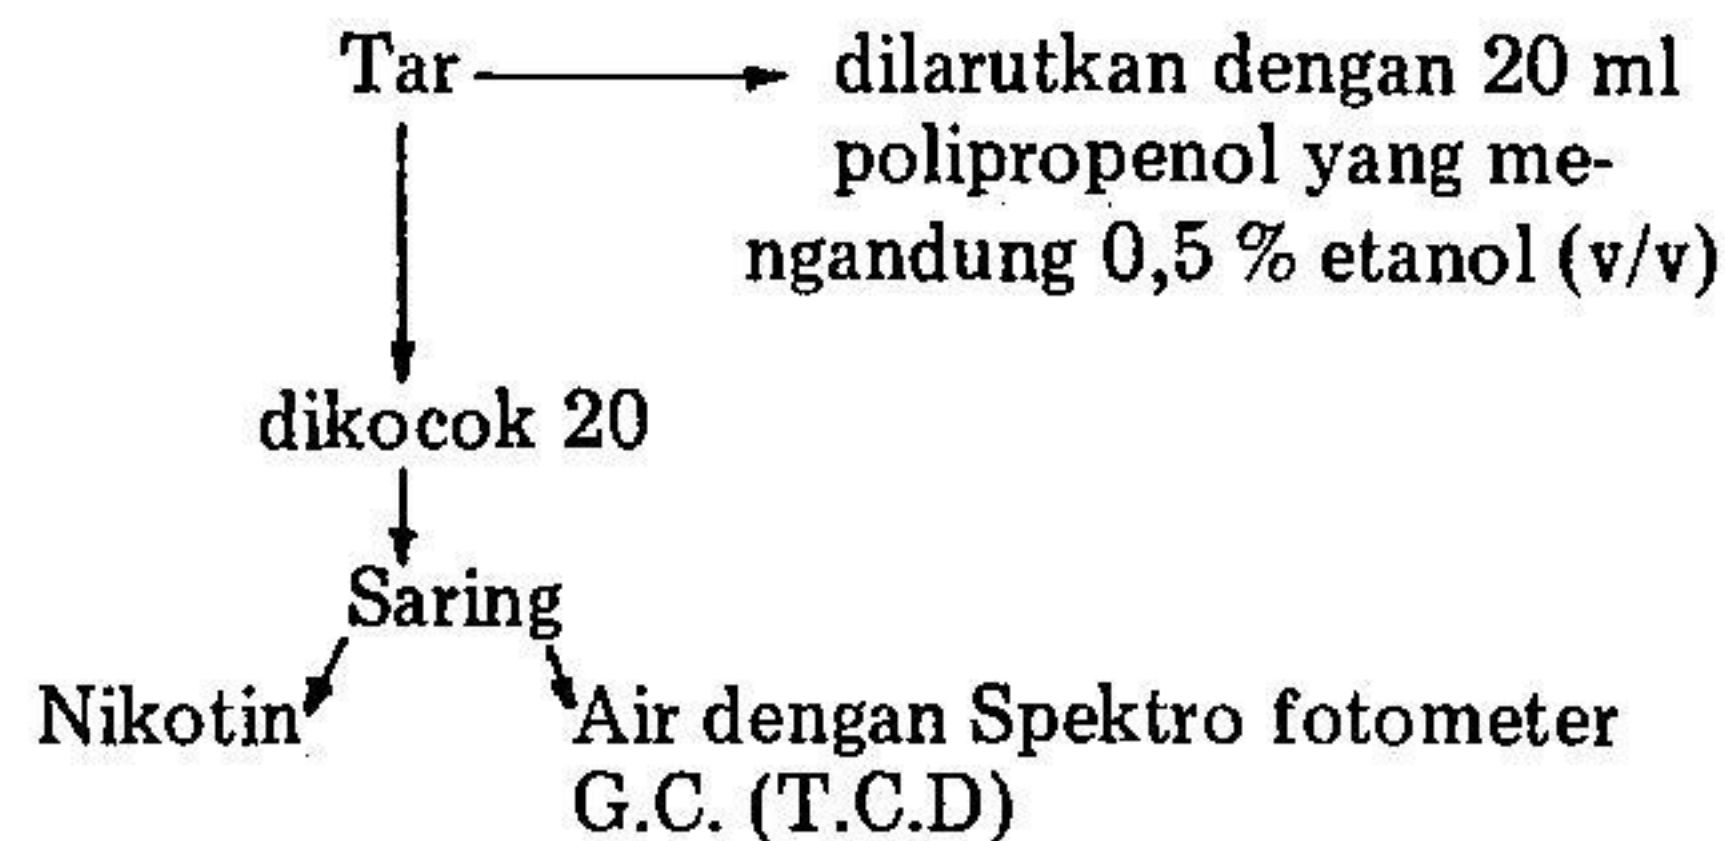 Tar dilarutkan dengan 20 ml
polipropenol yang me-
ngandung 0,5 % etanol (v/v)
dikocok 20
Saring
Nikotin Air dengan Spektro fotometer
G.C. (T.C.D)